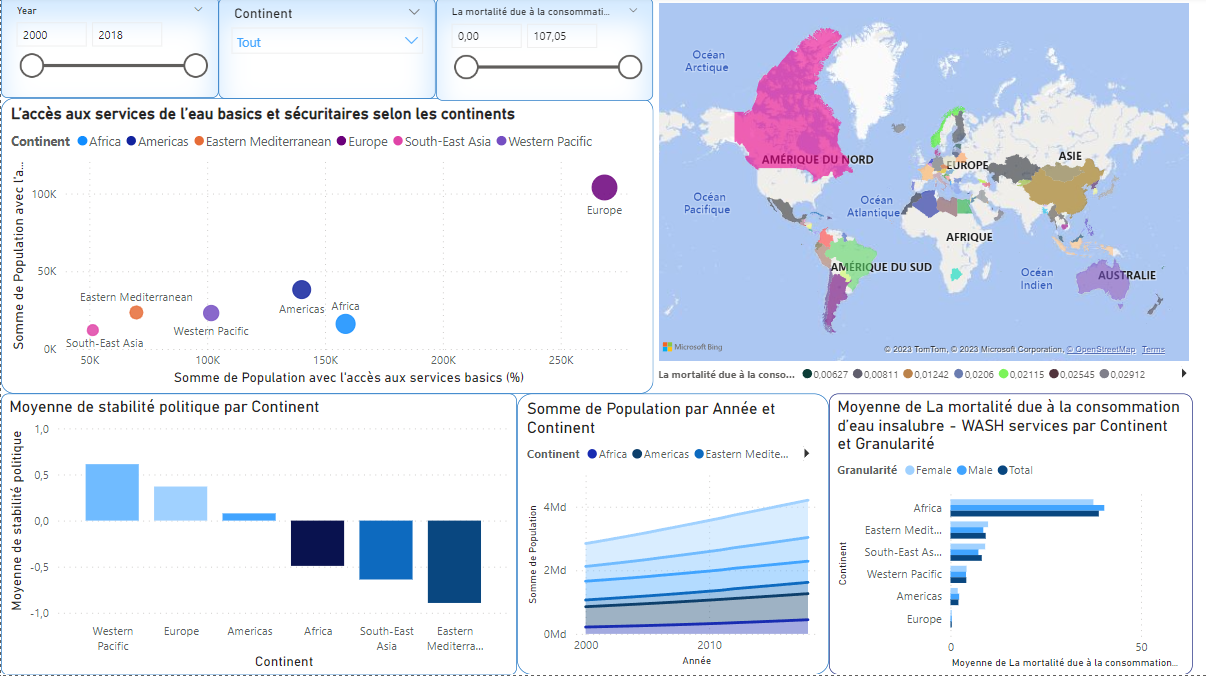 Year
2000
2018
Continent
Tout
La mortalité due à la consommati...
0,00
107,05
L'accès aux services de l'eau basics et sécuritaires selon les continents
Continent Africa Americas Eastern Mediterranean Europe South-East Asia Western Pacific
Somme de Population avec l'a...
100K
50K
0K
Europe
Eastern Mediterranean
Americas
Africa
Western Pacific
South-East Asia
50K 100K 150K 200K 250K
Somme de Population avec l'accès aux services basics (%)
Océan
Arctique
AMÉRIQUE DU NORD
EUROPE
ASIE
Océan
Pacifique
Océan
Atlantique
AFRIQUE
AMÉRIQUE DU SUD
Océan
Indien
AUSTRALIE
Microsoft Bing
© 2023 TomTom, © 2023 Microsoft Corporation, © OpenStreetMap Terms
La mortalité due à la conso... 0,00627 0,00811 0,01242 0,0206 0,02115 0,02545 0,02912
Moyenne de stabilité politique par Continent
Moyenne de stabilité politique
1,0
0,5
0,0
-0,5
-1,0
Western
Pacific
Europe
Americas
Africa
South-East
Asia
Eastern
Mediterra...
Continent
Somme de Population par Année et
Continent
Continent Africa Americas Eastern Medite...
Somme de Population
4Md
2Md
0Md
2000 2010
Année
Moyenne de La mortalité due à la consommation
d'eau insalubre - WASH services par Continent
et Granularité
Granularité Female Male Total
Continent
Africa
Eastern Medit...
South-East As...
Western Pacific
Americas
Europe
0 50
Moyenne de La mortalité due à la consommation...